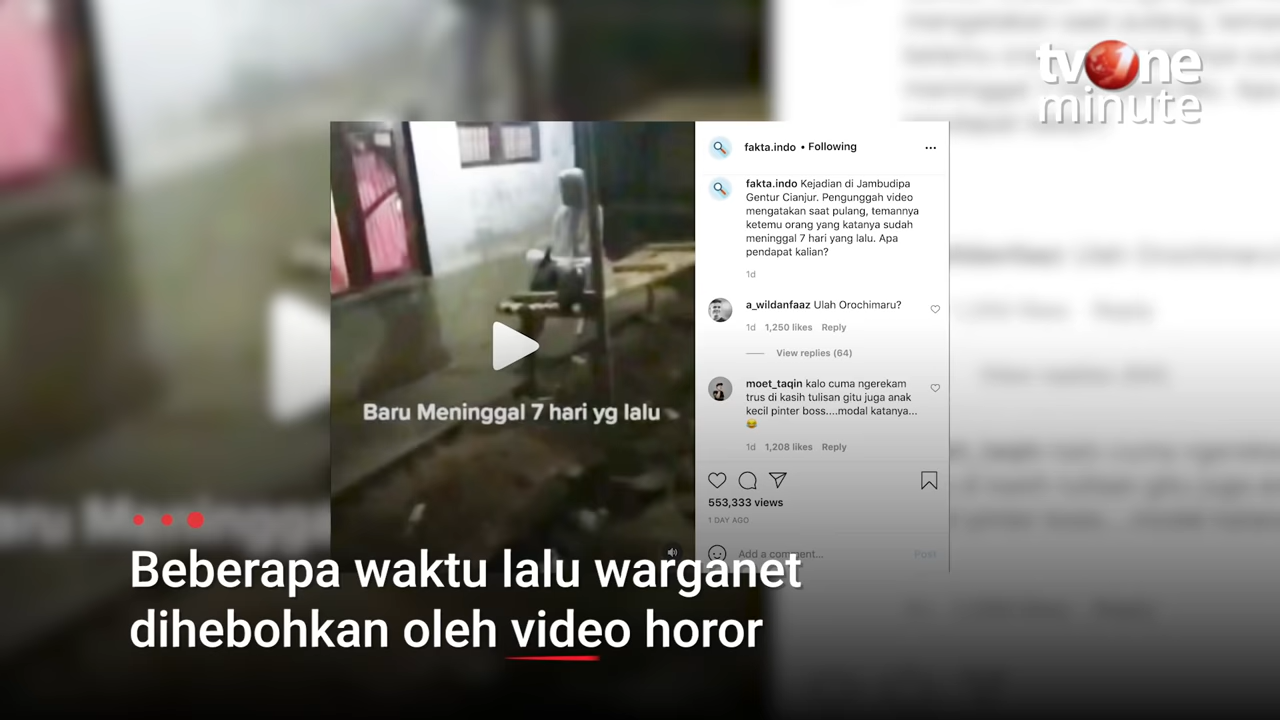 tvOne
minute
fakta.indo • Following
fakta.indo Kejadian di Jambudipa
Gentur Cianjur. Pengunggah video
mengatakan saat pulang, temannya
ketemu orang yang katanya sudah
meninggal 7 hari yang lalu. Apa
pendapat kalian?
1d
a_wildanfaaz Ulah Orochimaru?
1d 1,250 likes Reply
View replies (64)
moet_taqin kalo cuma ngerekam
trus di kasih tulisan gitu juga anak
kecil pinter boss....modal katanya...
😂
1d 1,208 likes Reply
553,333 views
1 DAY AGO
Add a comment... Post
Baru Meninggal 7 hari yg lalu
Beberapa waktu lalu warganet
dihebohkan oleh video horor